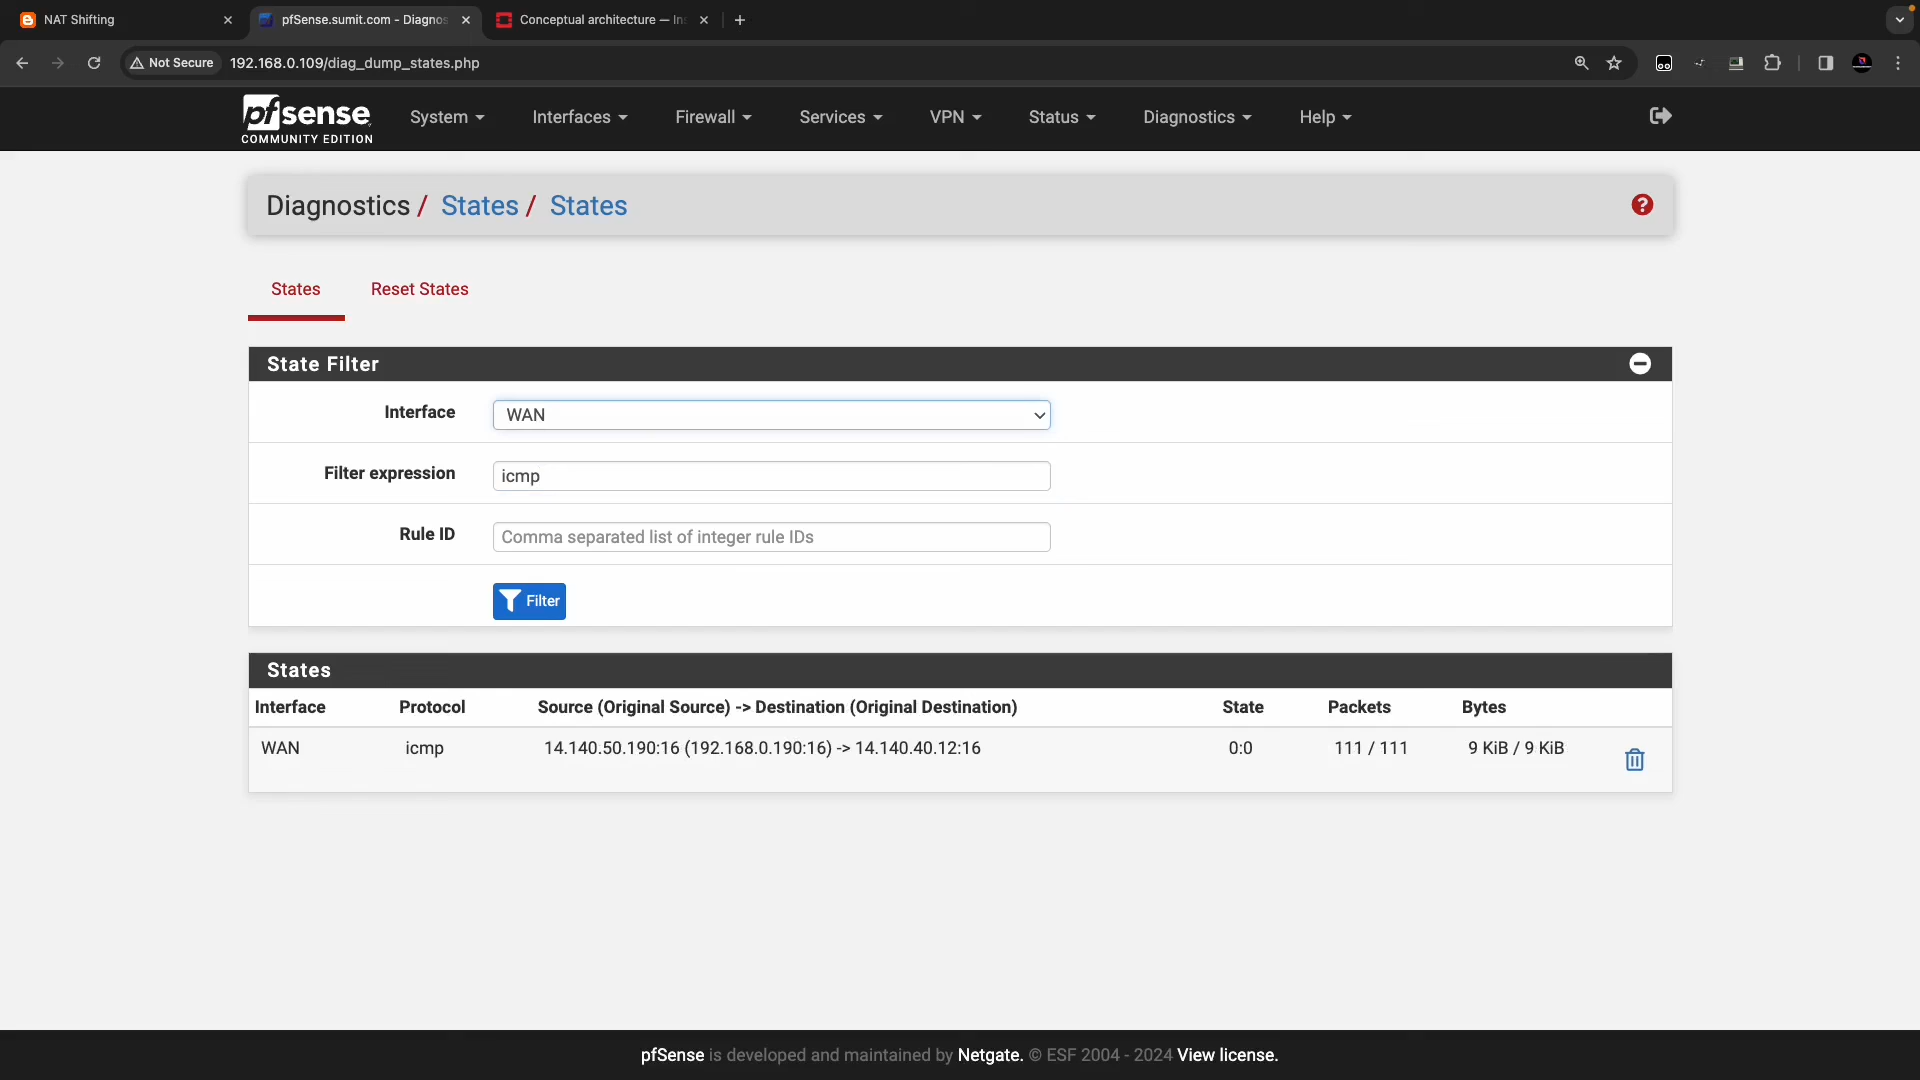 NAT Shifting
pfSense.sumit.com - Diagnos
Conceptual architecture — In
Not Secure
192.168.0.109/diag_dump_states.php
pfsense
COMMUNITY EDITION
System
Interfaces
Firewall
Services
VPN
Status
Diagnostics
Help
Diagnostics / States / States
?
States
Reset States
State Filter
Interface
WAN
Filter expression
icmp
Rule ID
Comma separated list of integer rule IDs
Filter
States
Interface Protocol Source (Original Source) -> Destination (Original Destination) State Packets Bytes
WAN icmp 14.140.50.190:16 (192.168.0.190:16) -> 14.140.40.12:16 0:0 111 / 111 9 KiB / 9 KiB
pfSense is developed and maintained by Netgate. © ESF 2004 - 2024 View license.